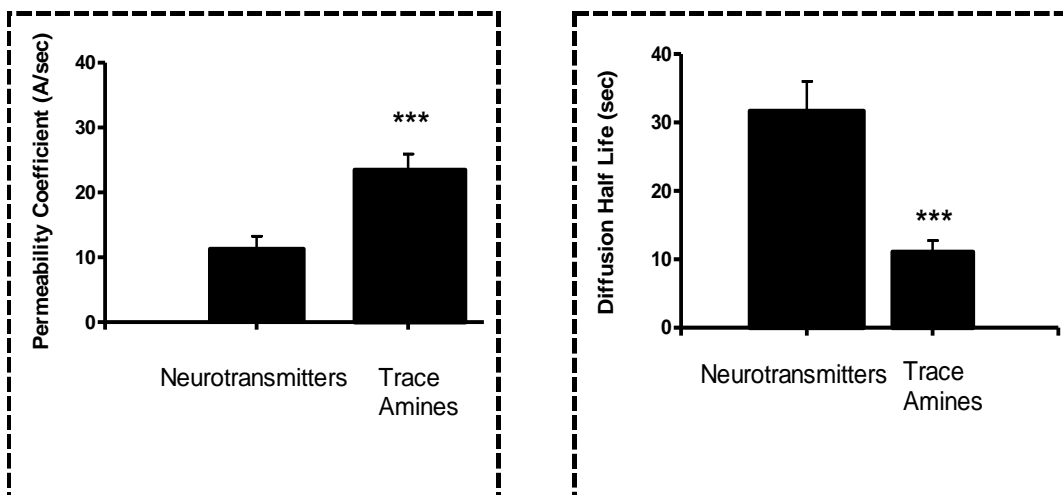 Permeability Coefficient (A/sec)
40
30
20
10
0
***
Neurotransmitters
Trace
Amines
Diffusion Half Life (sec)
40
30
20
10
0
***
Neurotransmitters
Trace
Amines